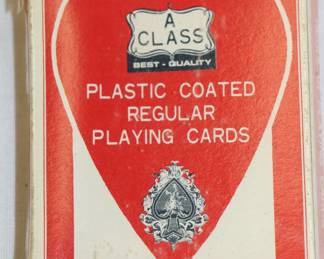 A
CLASS
BEST - QUALITY
PLASTIC COATED
REGULAR
PLAYING CARDS